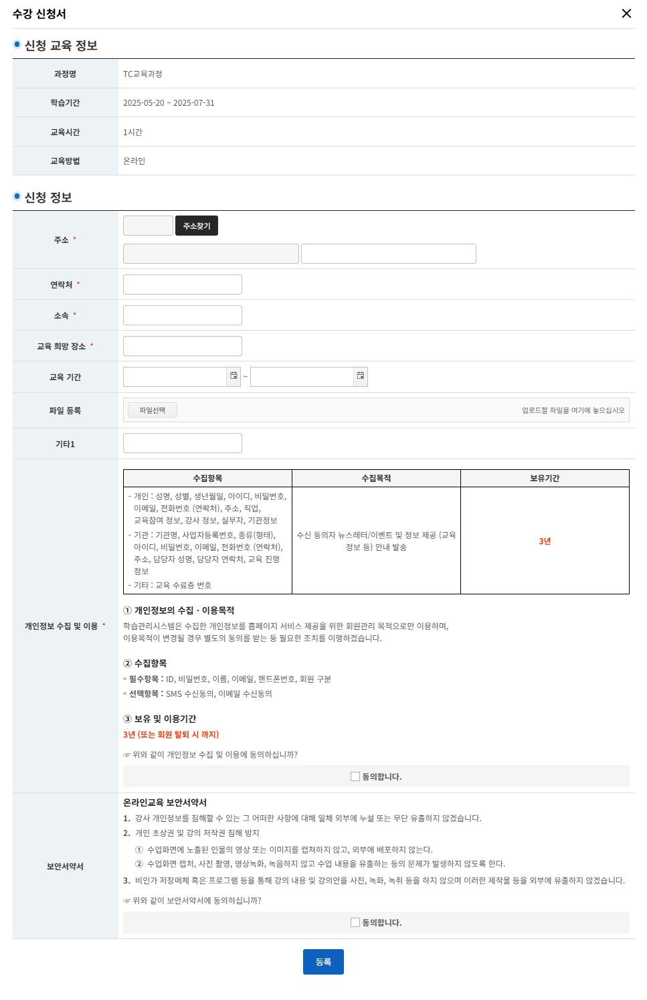 수강 신청서
신청 교육 정보
과정명 TC교육과정
학습기간 2025-05-20 ~ 2025-07-31
교육시간 1시간
교육방법 온라인
신청 정보
주소 * 주소찾기
연락처 *
소속 *
교육 희망 장소 *
교육 기간 ~
파일 등록 파일선택 업로드할 파일을 여기에 놓으십시오
기타1
개인정보 수집 및 이용 *
수집항목 수집목적 보유기간
- 개인 : 성명, 성별, 생년월일, 아이디, 비밀번호,
이메일, 전화번호 (연락처), 주소, 직업,
교육참여 정보, 강사 정보, 실무자, 기관정보
- 기관 : 기관명, 사업자등록번호, 종류(형태),
아이디, 비밀번호, 이메일, 전화번호 (연락처),
주소, 담당자 성명, 담당자 연락처, 교육 진행
정보
- 기타 : 교육 수료증 번호
수신 동의자 뉴스레터/이벤트 및 정보 제공 (교육
정보 등) 안내 발송
3년
① 개인정보의 수집 · 이용목적
학습관리시스템은 수집한 개인정보를 홈페이지 서비스 제공을 위한 회원관리 목적으로만 이용하며,
이용목적이 변경될 경우 별도의 동의를 받는 등 필요한 조치를 이행하겠습니다.
② 수집항목
필수항목 : ID, 비밀번호, 이름, 이메일, 핸드폰번호, 회원 구분
선택항목 : SMS 수신동의, 이메일 수신동의
③ 보유 및 이용기간
3년 (또는 회원 탈퇴 시 까지)
☞ 위와 같이 개인정보 수집 및 이용에 동의하십니까?
동의합니다.
보안서약서
온라인교육 보안서약서
1. 강사 개인정보를 침해할 수 있는 그 어떠한 사항에 대해 일체 외부에 누설 또는 무단 유출하지 않겠습니다.
2. 개인 초상권 및 강의 저작권 침해 방지
① 수업화면에 노출된 인물의 영상 또는 이미지를 캡쳐하지 않고, 외부에 배포하지 않는다.
② 수업화면 캡처, 사진 촬영, 영상녹화, 녹음하지 않고 수업 내용을 유출하는 등의 문제가 발생하지 않도록 한다.
3. 비인가 저장매체 혹은 프로그램 등을 통해 강의 내용 및 강의안을 사진, 녹화, 녹취 등을 하지 않으며 이러한 제작물 등을 외부에 유출하지 않겠습니다.
☞ 위와 같이 보안서약서에 동의하십니까?
동의합니다.
등록